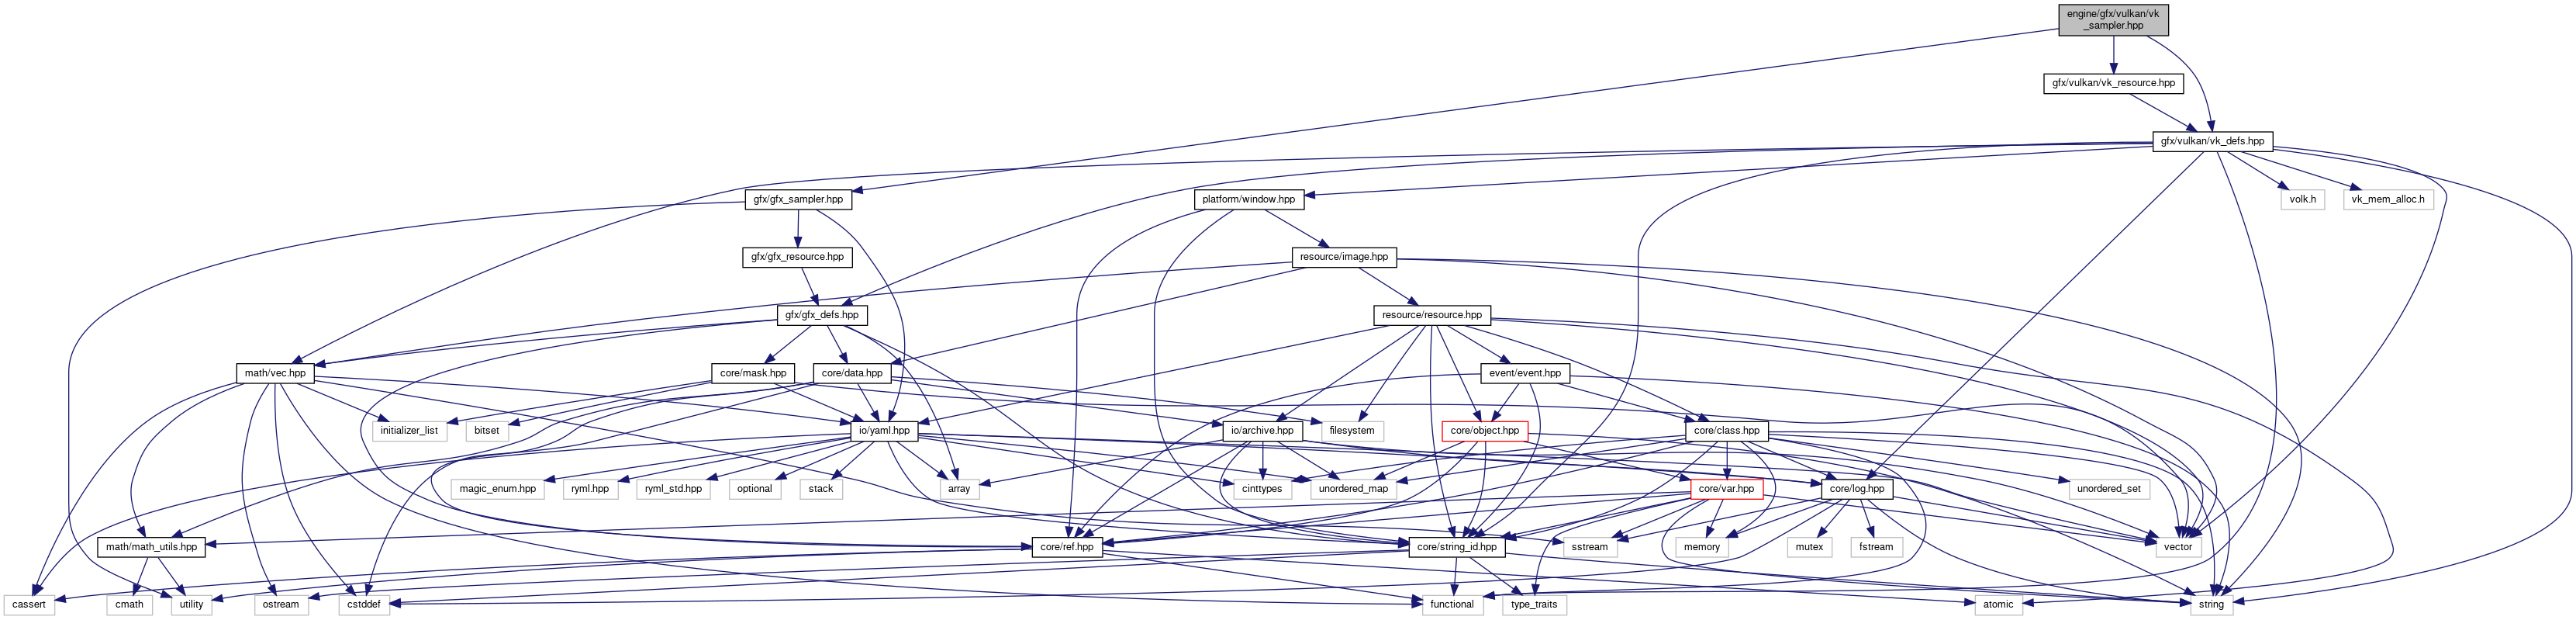 engine/gfx/vulkan/vk
_sampler.hpp
gfx/vulkan/vk_resource.hpp
gfx/vulkan/vk_defs.hpp
gfx/gfx_sampler.hpp
platform/window.hpp
volk.h
vk_mem_alloc.h
gfx/gfx_resource.hpp
resource/image.hpp
gfx/gfx_defs.hpp
resource/resource.hpp
math/vec.hpp
core/mask.hpp
core/data.hpp
event/event.hpp
initializer_list
bitset
io/yaml.hpp
io/archive.hpp
filesystem
core/object.hpp
core/class.hpp
magic_enum.hpp
ryml.hpp
ryml_std.hpp
optional
stack
array
cinttypes
unordered_map
core/var.hpp
core/log.hpp
unordered_set
math/math_utils.hpp
core/ref.hpp
core/string_id.hpp
sstream
memory
mutex
fstream
vector
cassert
cmath
utility
ostream
cstddef
functional
type_traits
atomic
string